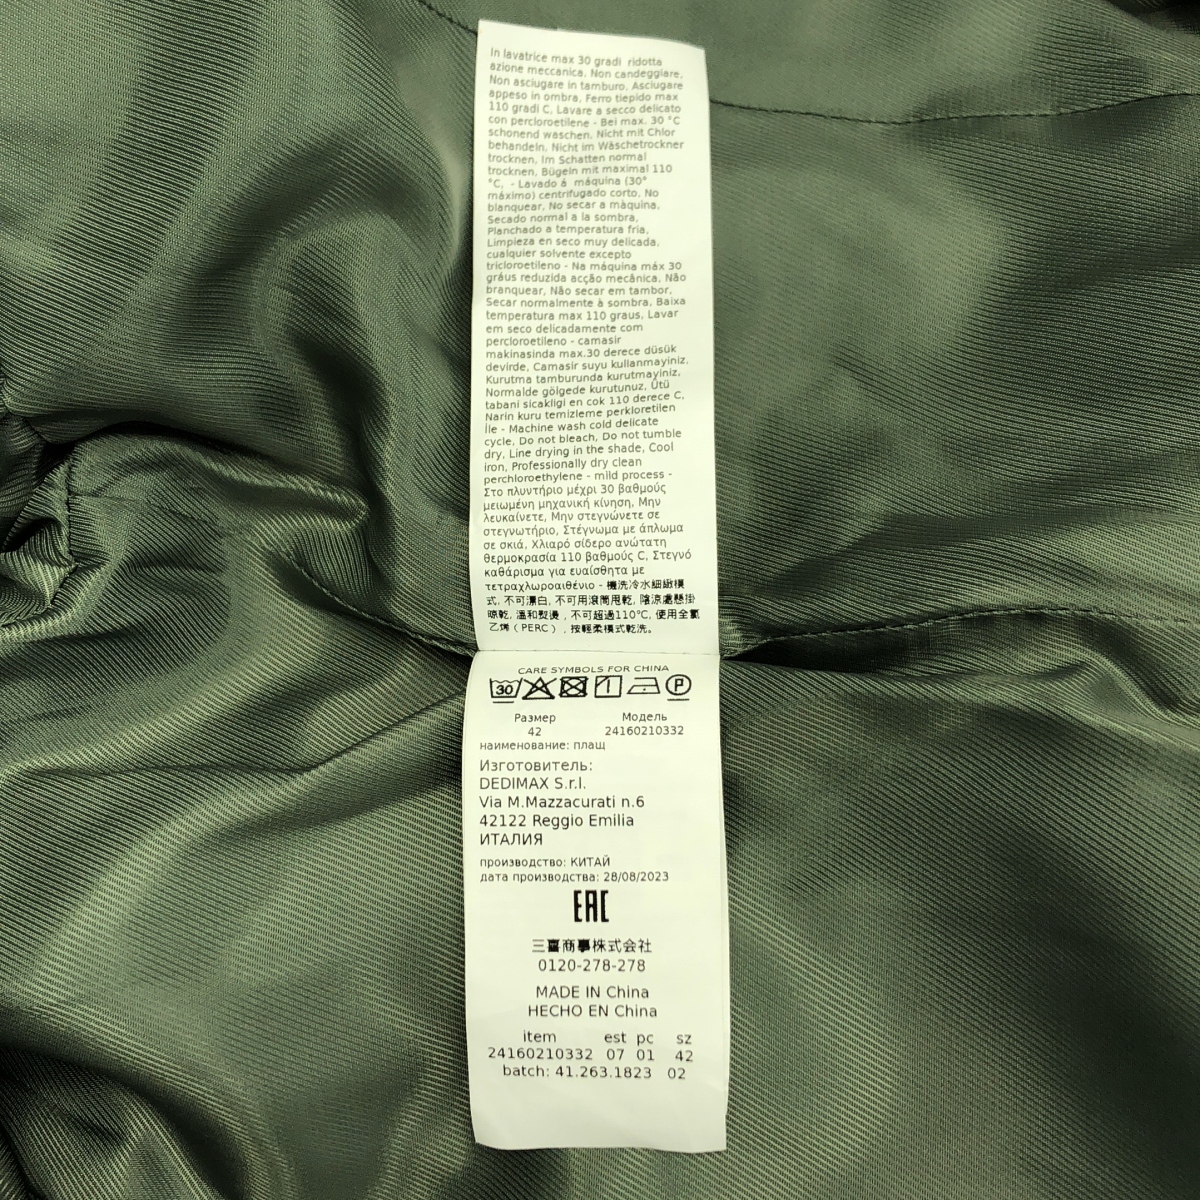 In lavatrice max 30 gradi ridotta
azione meccanica, Non candeggiare,
Non asciugare in tamburo, Asciugare
appeso in ombra, Ferro tiepido max
110 gradi C, Lavare a secco delicato
con percloroetilene - Bei max. 30 °C
schonend waschen, Nicht mit Chlor
behandeln, Nicht im Wäschetrockner
trocknen, Im Schatten normal
trocknen, Bügeln mit maximal 110
°C, - Lavado á máquina (30°
máximo) centrifugado corto, No
blanquear, No secar a màquina,
Secado normal a la sombra,
Planchado a temperatura fria,
Limpieza en seco muy delicada,
cualquier solvente excepto
tricloroetileno - Na máquina máx 30
gráus reduzida acção mecânica, Não
branquear, Não secar em tambor,
Secar normalmente à sombra, Baixa
temperatura max 110 graus, Lavar
em seco delicadamente com
percloroetileno - camasir
makinasinda max.30 derece düsük
devirde, Camasir suyu kullanmayiniz,
Kurutma tamburunda kurutmayiniz,
Normalde gölgede kurutunuz, Ütü
tabani sicakligi en cok 110 derece C,
Narin kuru temizleme perkloretilen
İle - Machine wash cold delicate
cycle, Do not bleach, Do not tumble
dry, Line drying in the shade, Cool
iron, Professionally dry clean
perchloroethylene - mild process -
Στο πλυντήριο μέχρι 30 βαθμούς
μειωμένη μηχανική κίνηση, Μην
λευκαίνετε, Μην στεγνώνετε σε
στεγνωτήριο, Στέγνωμα με άπλωμα
σε σκιά, Χλιαρό σίδερο ανώτατη
θερμοκρασία 110 βαθμούς C, Στεγνό
καθάρισμα για ευαίσθητα με
τετραχλωροαιθένιο - 機洗冷水細緻模
式, 不可漂白, 不可用滾筒甩乾, 陰涼處懸掛
晾乾, 溫和熨燙, 不可超過110℃, 使用全氯
乙烯（PERC）, 按輕柔模式乾洗。
CARE SYMBOLS FOR CHINA
30 P
Размер Модель
42 24160210332
наименование: плащ
Изготовитель:
DEDIMAX S.r.l.
Via M.Mazzacurati n.6
42122 Reggio Emilia
ИТАЛИЯ
производство: КИТАЙ
дата производства: 28/08/2023
EAC
三喜商事株式会社
0120-278-278
MADE IN China
HECHO EN China
item est pc sz
24160210332 07 01 42
batch: 41.263.1823 02